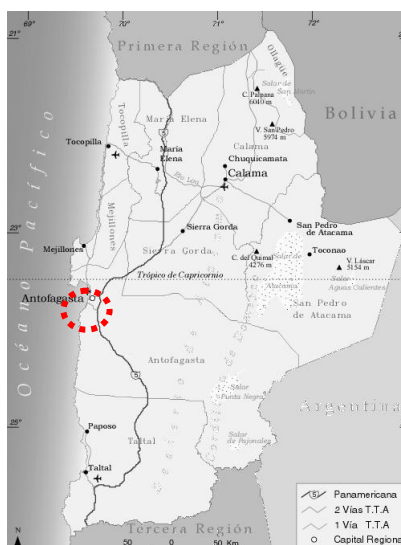 69°
70°
71°
72°
21°
Primera Región
Ollagüe
Salar de
San Martín
C. Palpana
6040 m
V. San Pedro
5974 m
Bolivia
María Elena
Tocopilla
Tocopilla
María
Elena
Calama
Chuquicamata
Calama
Río Loa
Océano Pacífico
Mejillones
Mejillones
Sierra Gorda
Sierra Gorda
San Pedro
de Atacama
Toconao
23°
C. del Quimal
4276 m
Salar de
Atacama
V. Láscar
5154 m
Salar
Aguas Calientes
Trópico de Capricornio
Antofagasta
San Pedro
de Atacama
Antofagasta
5
5
Salar
Punta Negra
Argentina
25°
Paposo
Taltal
Salar
de Pajonales
Taltal
Tercera Región
N
50
0
50 Km
5 Panamericana
2 Vías T.T.A
1 Vía T.T.A
Capital Regional